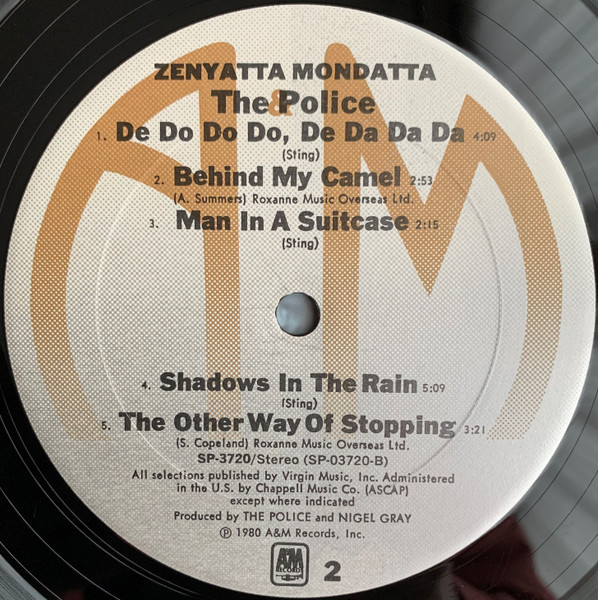 ZENYATTA MONDATTA
The Police
1. De Do Do Do, De Da Da Da 4:09
(Sting)
2. Behind My Camel 2:53
(A. Summers) Roxanne Music Overseas Ltd.
3. Man In A Suitcase 2:15
(Sting)
4. Shadows In The Rain 5:09
(Sting)
5. The Other Way Of Stopping 3:21
(S. Copeland) Roxanne Music Overseas Ltd.
SP-3720/Stereo (SP-03720-B)
All selections published by Virgin Music, Inc. Administered
in the U.S. by Chappell Music Co. (ASCAP)
except where indicated
Produced by THE POLICE and NIGEL GRAY
℗ 1980 A&M Records, Inc.
A&M RECORDS 2
A&M